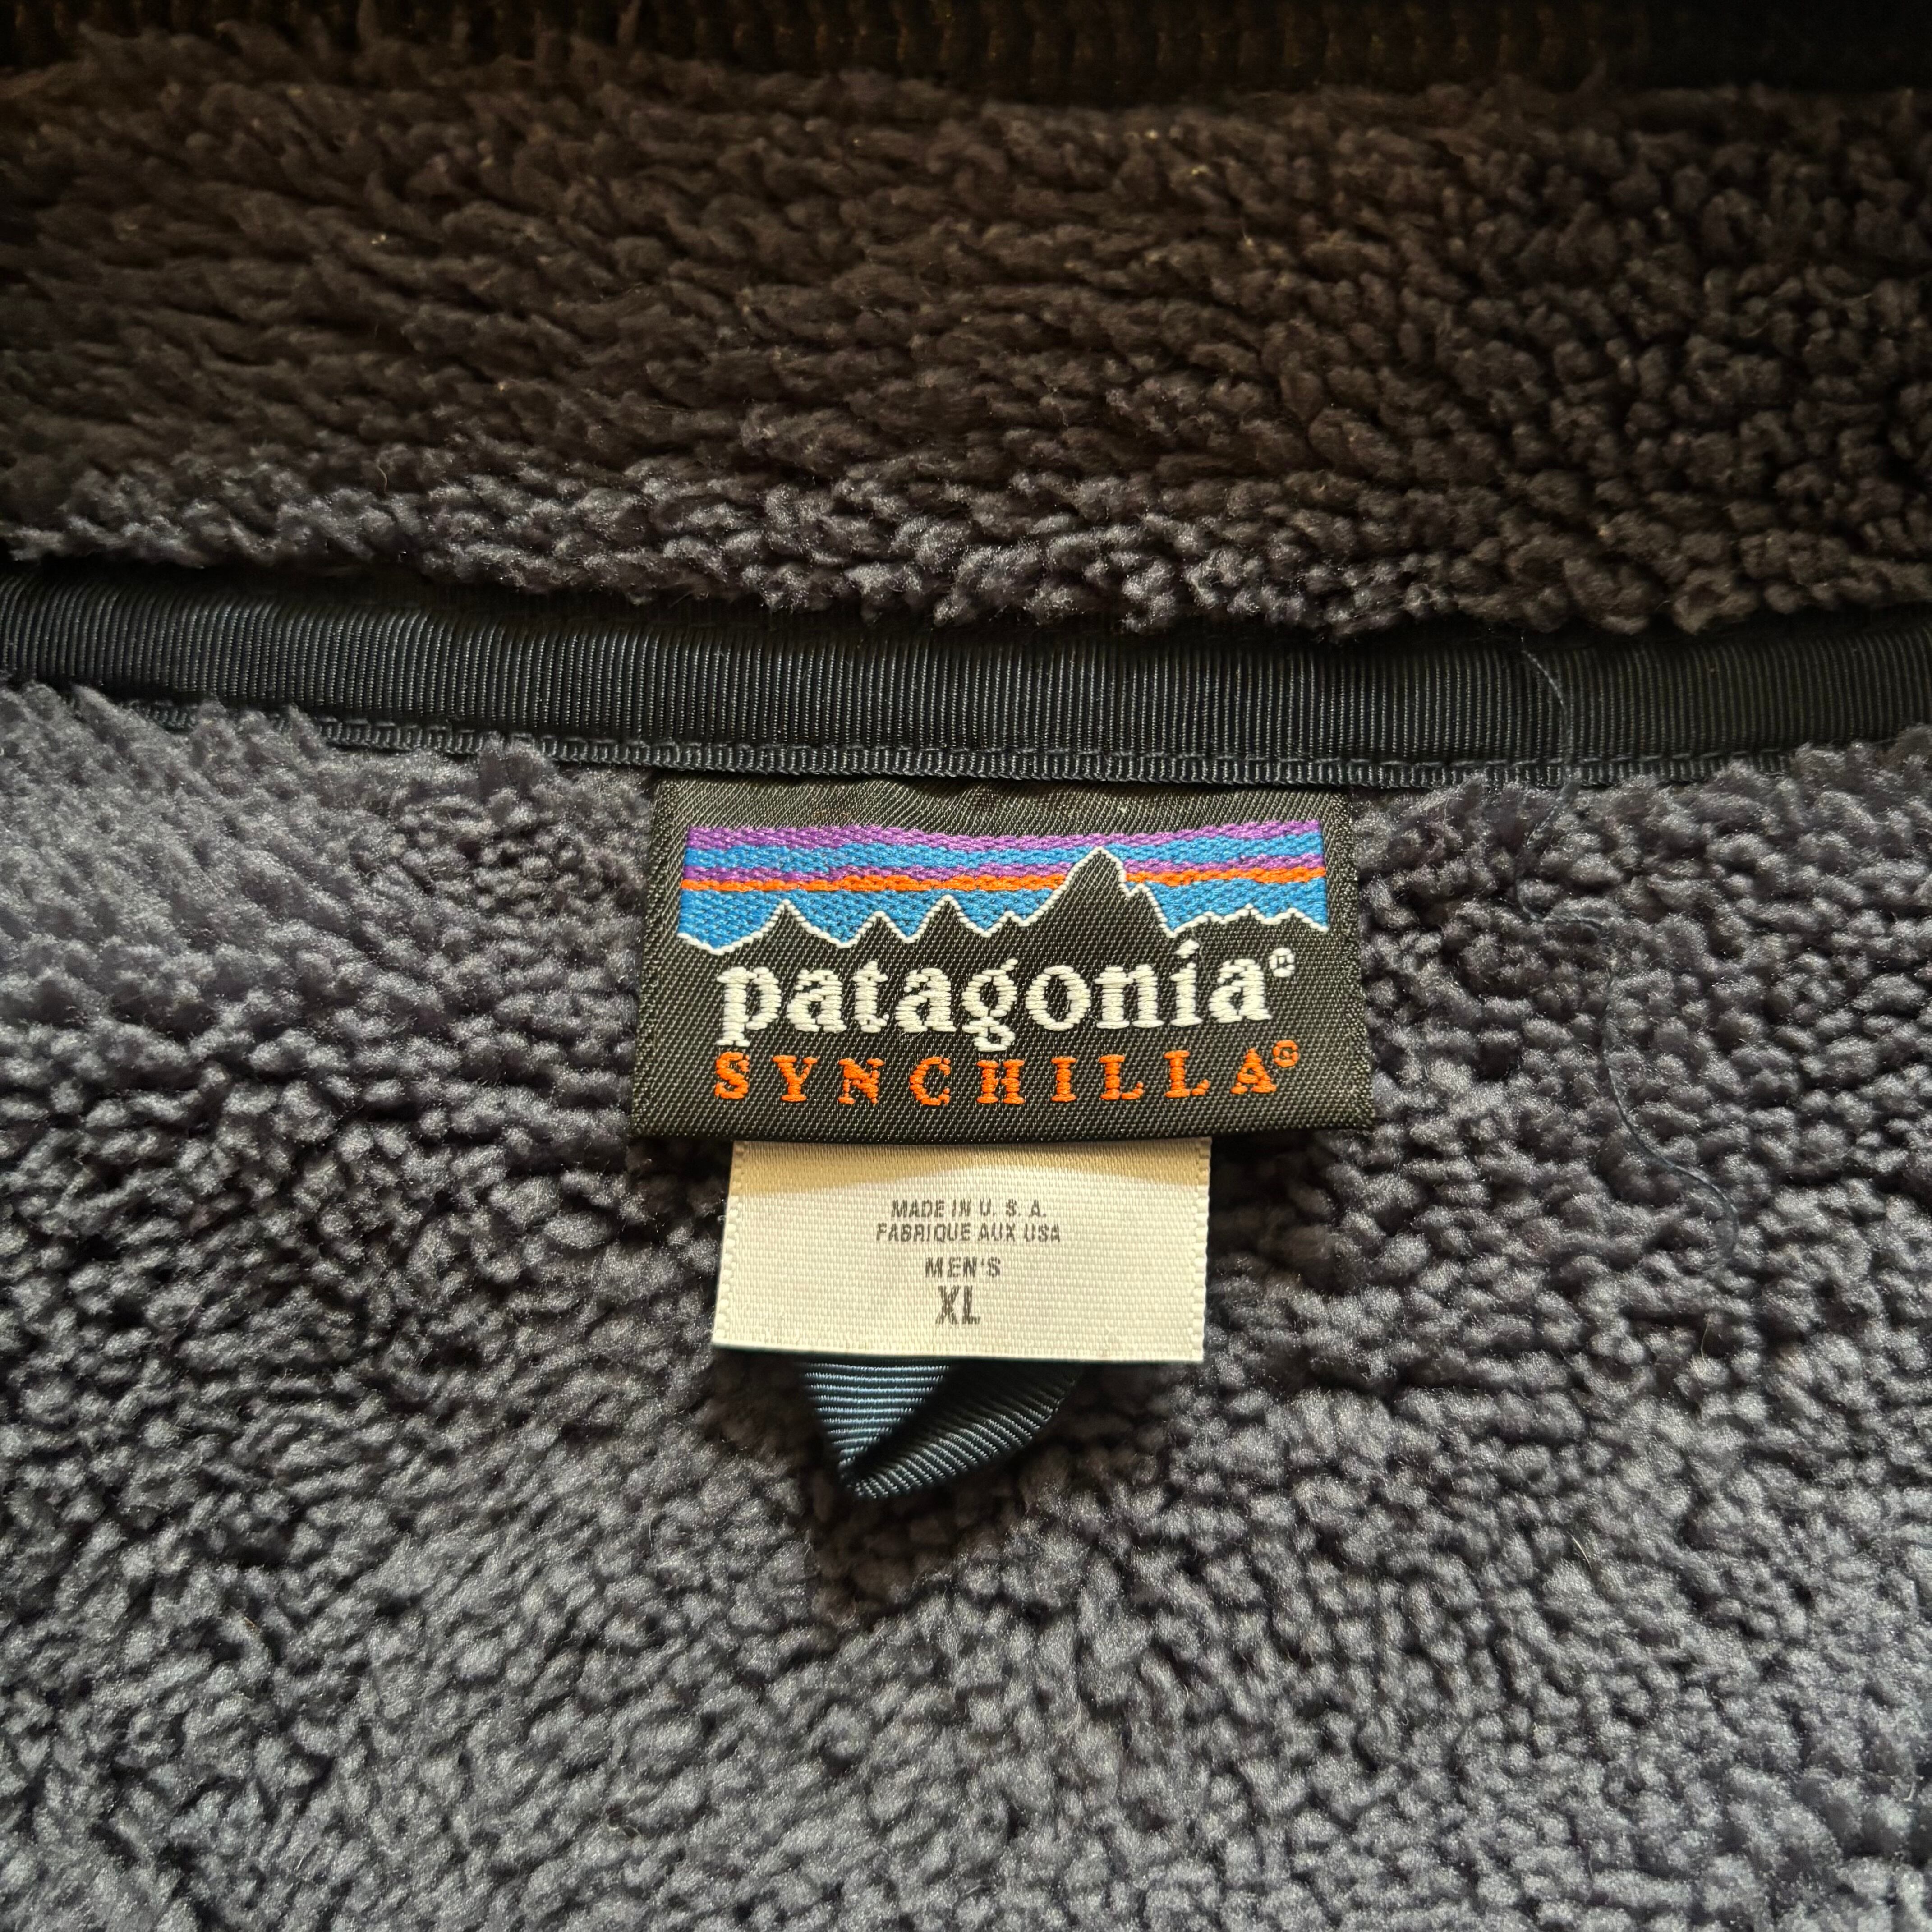 patagonia®
SYNCHILLA®
MADE IN U. S. A.
FABRIQUE AUX USA
MEN'S
XL